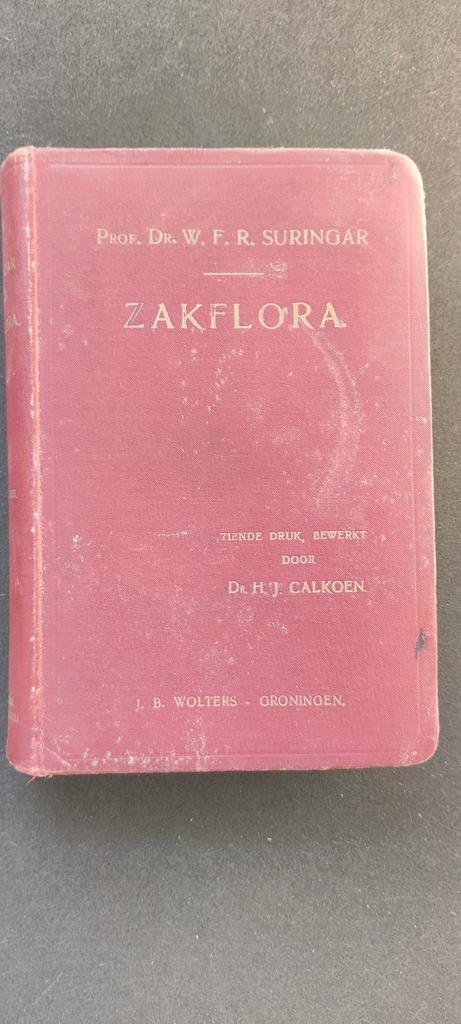 PROF. DR. W. F. R. SURINGAR
ZAKFLORA.
TIENDE DRUK, BEWERKT
DOOR
DR. H. J. CALKOEN.
J. B. WOLTERS - GRONINGEN.